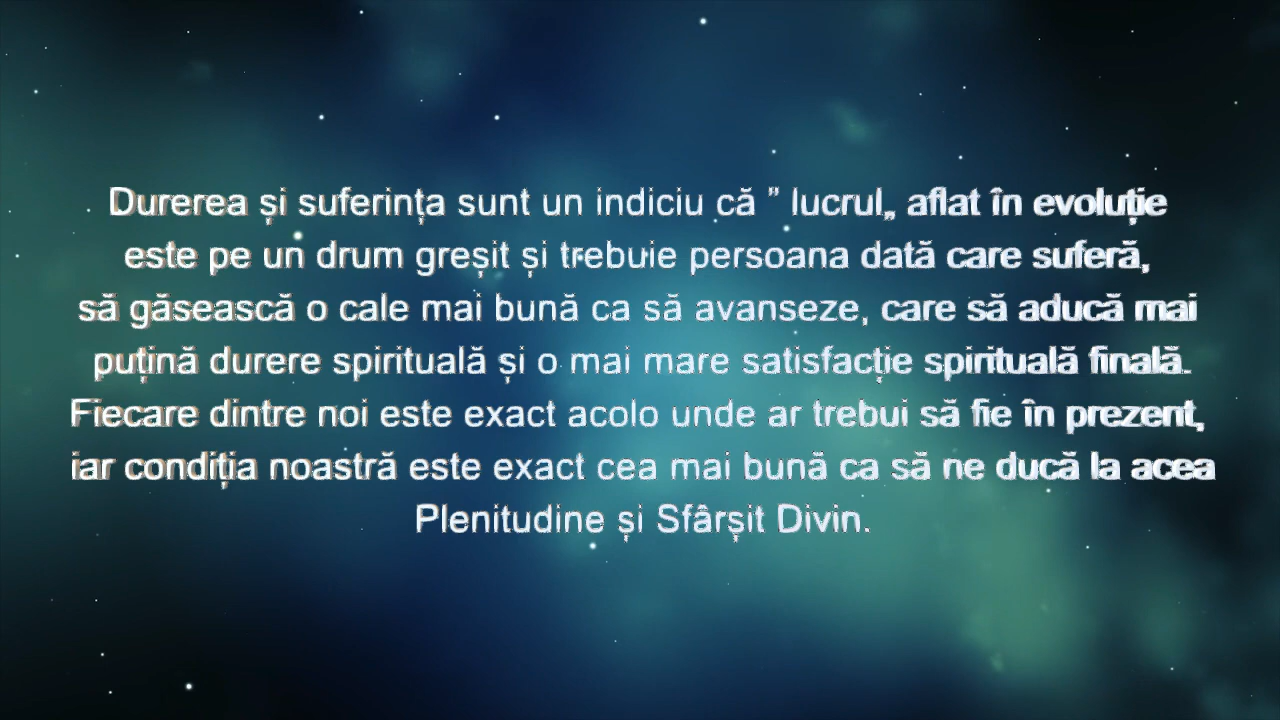 Durerea și suferința sunt un indiciu că ” lucrul„ aflat în evoluție
este pe un drum greșit și trebuie persoana dată care suferă,
să găsească o cale mai bună ca să avanseze, care să aducă mai
puțină durere spirituală și o mai mare satisfacție spirituală finală.
Fiecare dintre noi este exact acolo unde ar trebui să fie în prezent,
iar condiția noastră este exact cea mai bună ca să ne ducă la acea
Plenitudine și Sfârșit Divin.